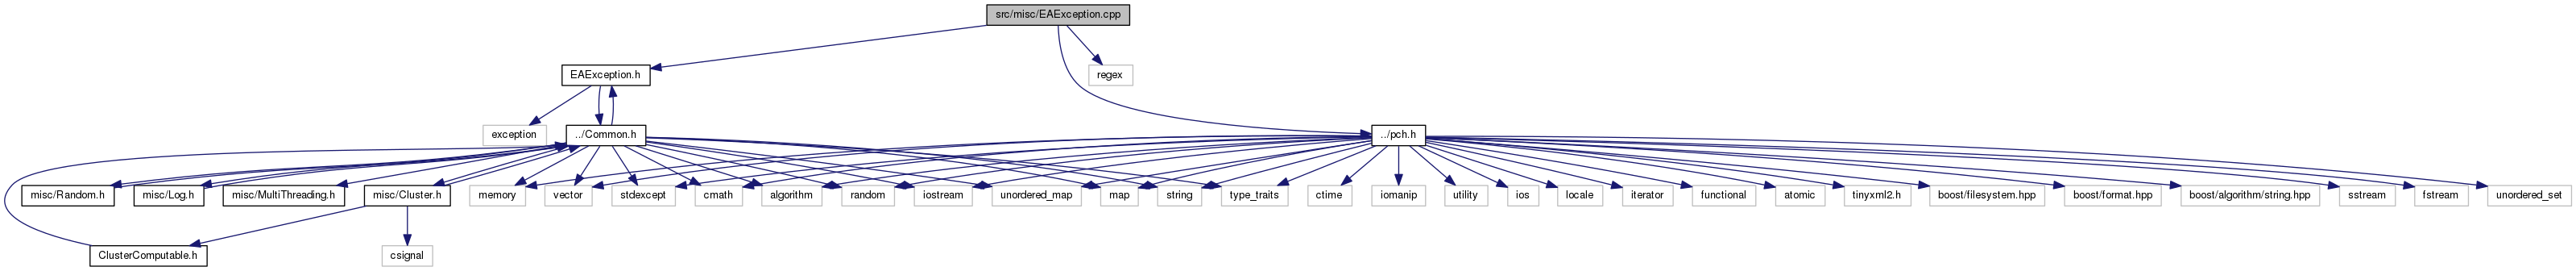 src/misc/EAException.cpp
EAException.h
regex
exception
../Common.h
../pch.h
misc/Random.h
misc/Log.h
misc/MultiThreading.h
misc/Cluster.h
memory
vector
stdexcept
cmath
algorithm
random
iostream
unordered_map
map
string
type_traits
ctime
iomanip
utility
ios
locale
iterator
functional
atomic
tinyxml2.h
boost/filesystem.hpp
boost/format.hpp
boost/algorithm/string.hpp
sstream
fstream
unordered_set
ClusterComputable.h
csignal